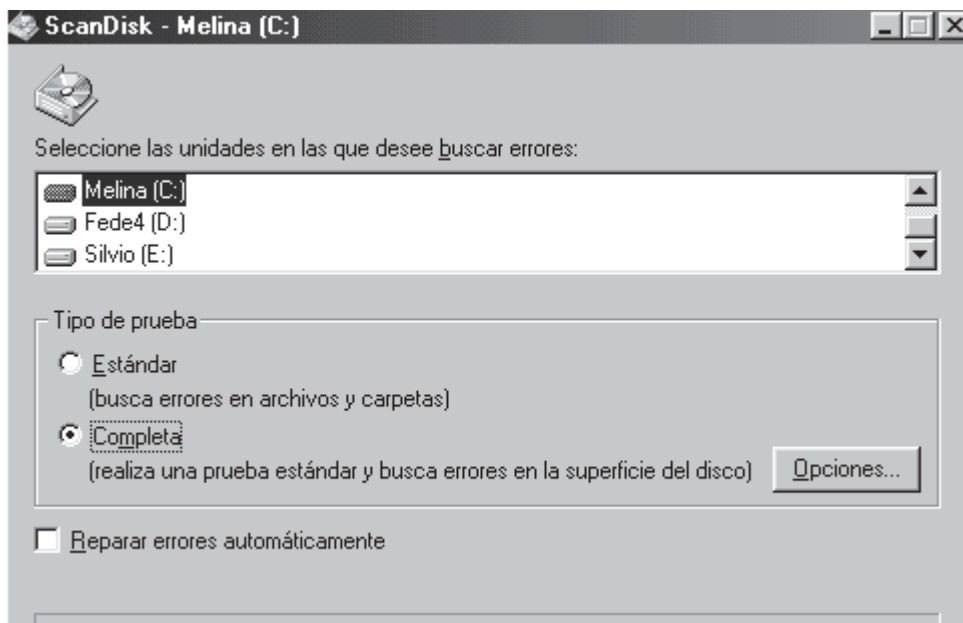 ScanDisk - Melina (C:)
Seleccione las unidades en las que desee buscar errores:
Melina (C:)
Fede4 (D:)
Silvio (E:)
Tipo de prueba
Estándar
(busca errores en archivos y carpetas)
Completa
(realiza una prueba estándar y busca errores en la superficie del disco)
Opciones...
Reparar errores automáticamente